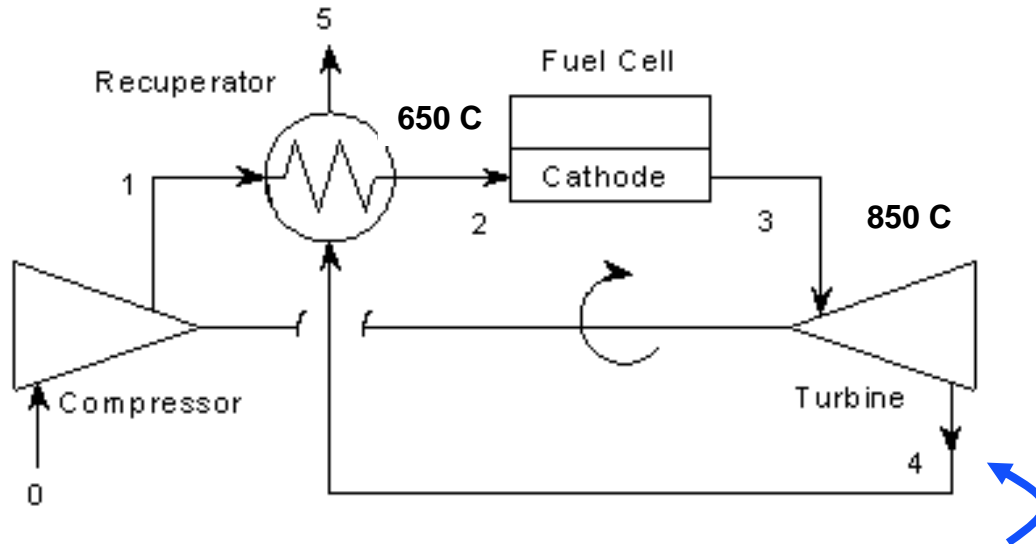 5
Recuperator
Fuel Cell
650 C
1
Cathode
2
3
850 C
Compressor
Turbine
4
0